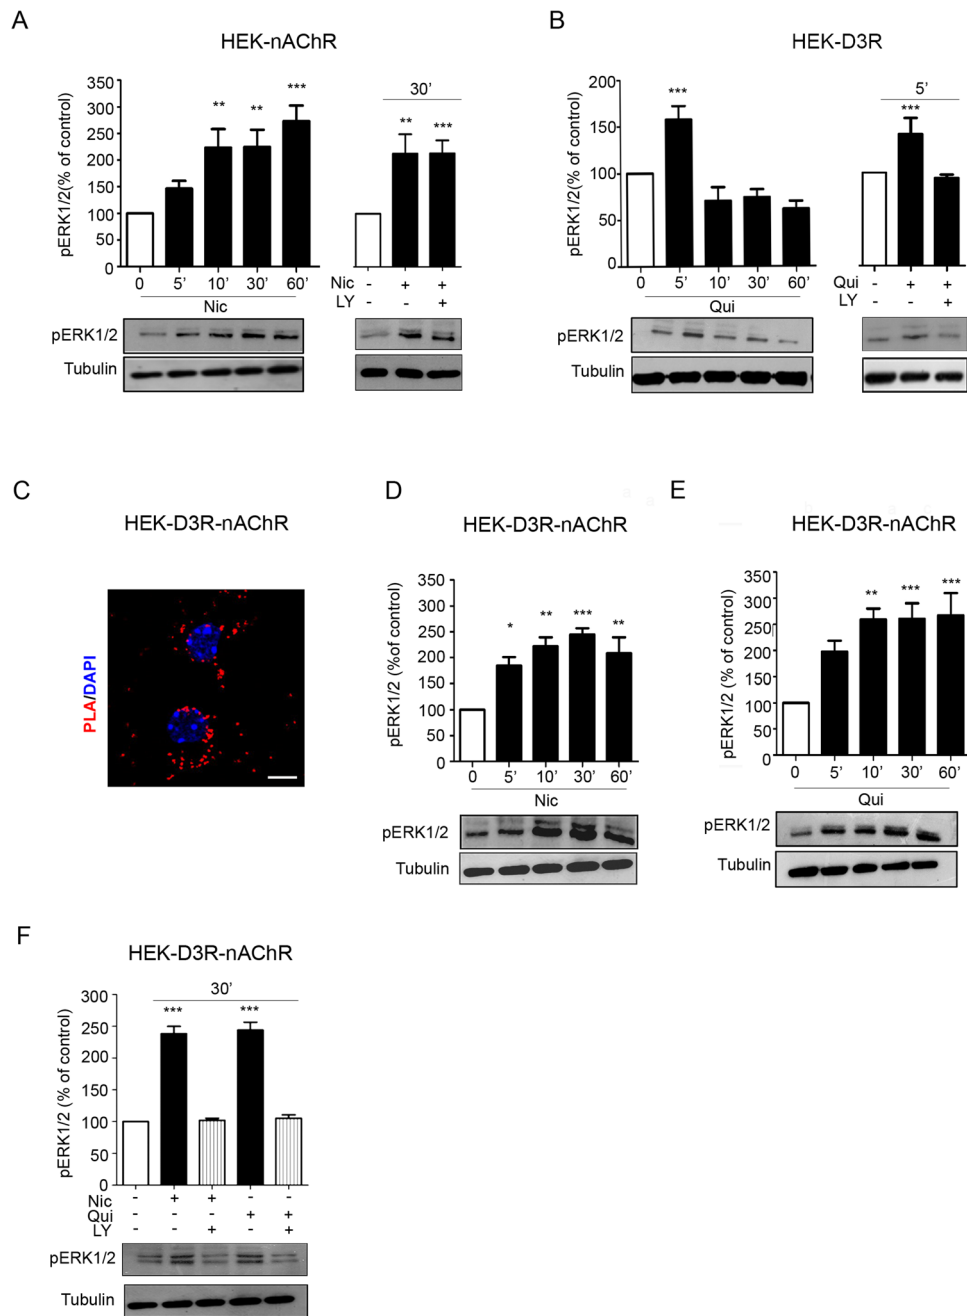 A
HEK-nAChR
pERK1/2(% of control)
350
300
250
200
150
100
50
0
**
**
***
0 5’ 10’ 30’ 60’
Nic
30’
**
***
Nic - + +
LY - - +
pERK1/2
Tubulin
B
HEK-D3R
pERK1/2(% of control)
200
150
100
50
0
***
0 5’ 10’ 30’ 60’
Qui
5’
***
Qui - + +
LY - - +
pERK1/2
Tubulin
C
HEK-D3R-nAChR
PLA/DAPI
D
HEK-D3R-nAChR
pERK1/2 (%of control)
350
300
250
200
150
100
50
0
*
**
***
**
0 5’ 10’ 30’ 60’
Nic
pERK1/2
Tubulin
E
HEK-D3R-nAChR
pERK1/2 (% of control)
350
300
250
200
150
100
50
0
**
***
***
0 5’ 10’ 30’ 60’
Qui
pERK1/2
Tubulin
F
HEK-D3R-nAChR
pERK1/2 (% of control)
300
250
200
150
100
50
0
30’
***
***
Nic - + + - -
Qui - - - + +
LY - - + - +
pERK1/2
Tubulin